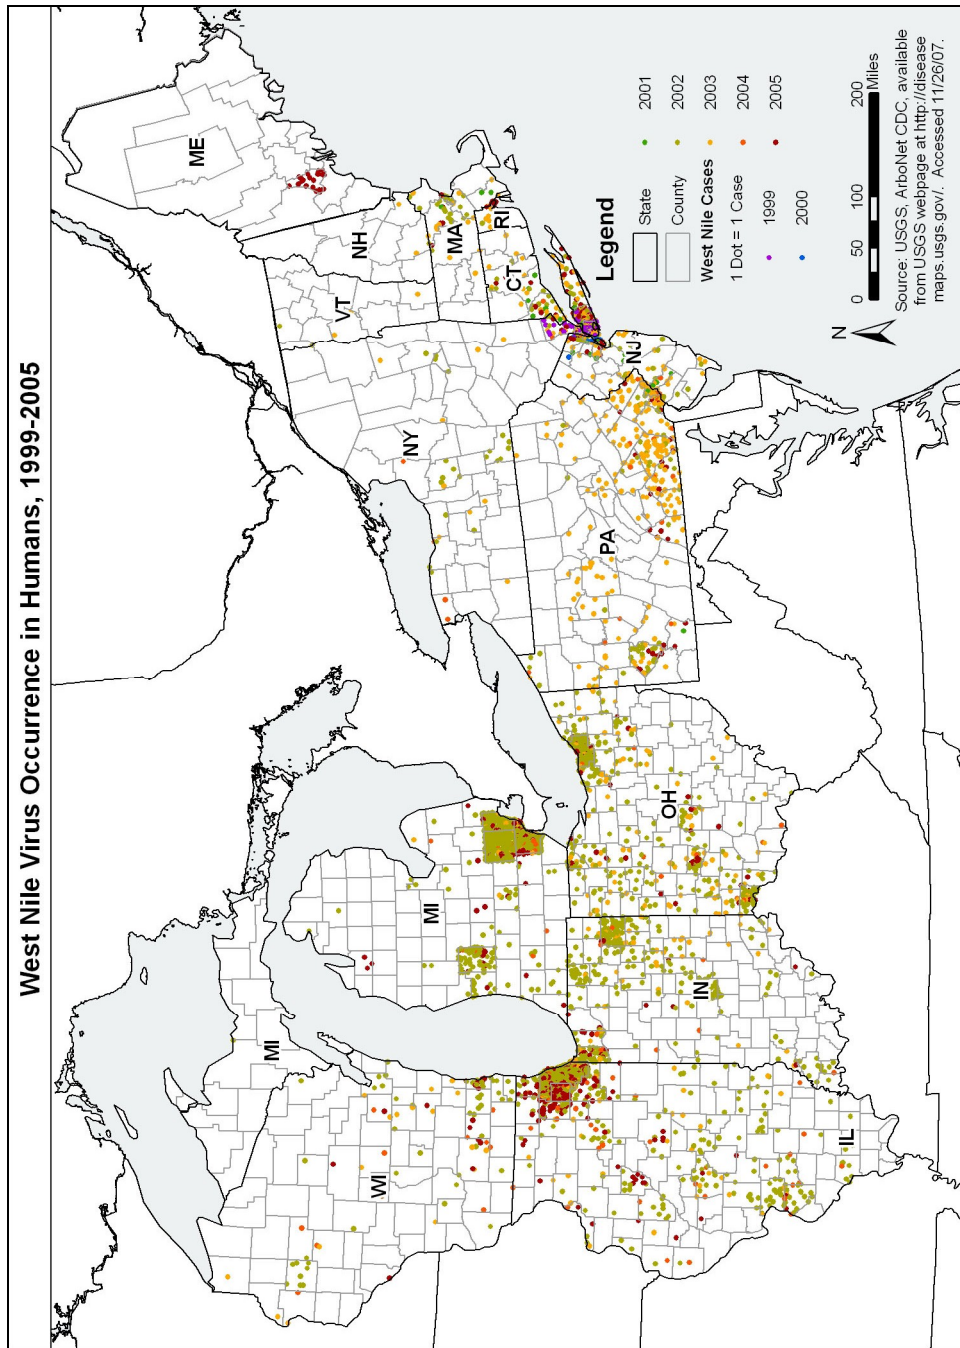 West Nile Virus Occurrence in Humans, 1999-2005
ME
NH
VT
MA
RI
CT
NY
NJ
PA
MI
MI
WI
OH
IN
IL
Legend
State
County
West Nile Cases
1 Dot = 1 Case
1999
2000
2001
2002
2003
2004
2005
N
0 50 100 200
Miles
Source: USGS, ArboNet CDC, available
from USGS webpage at http://disease
maps.usgs.gov/. Accessed 11/26/07.